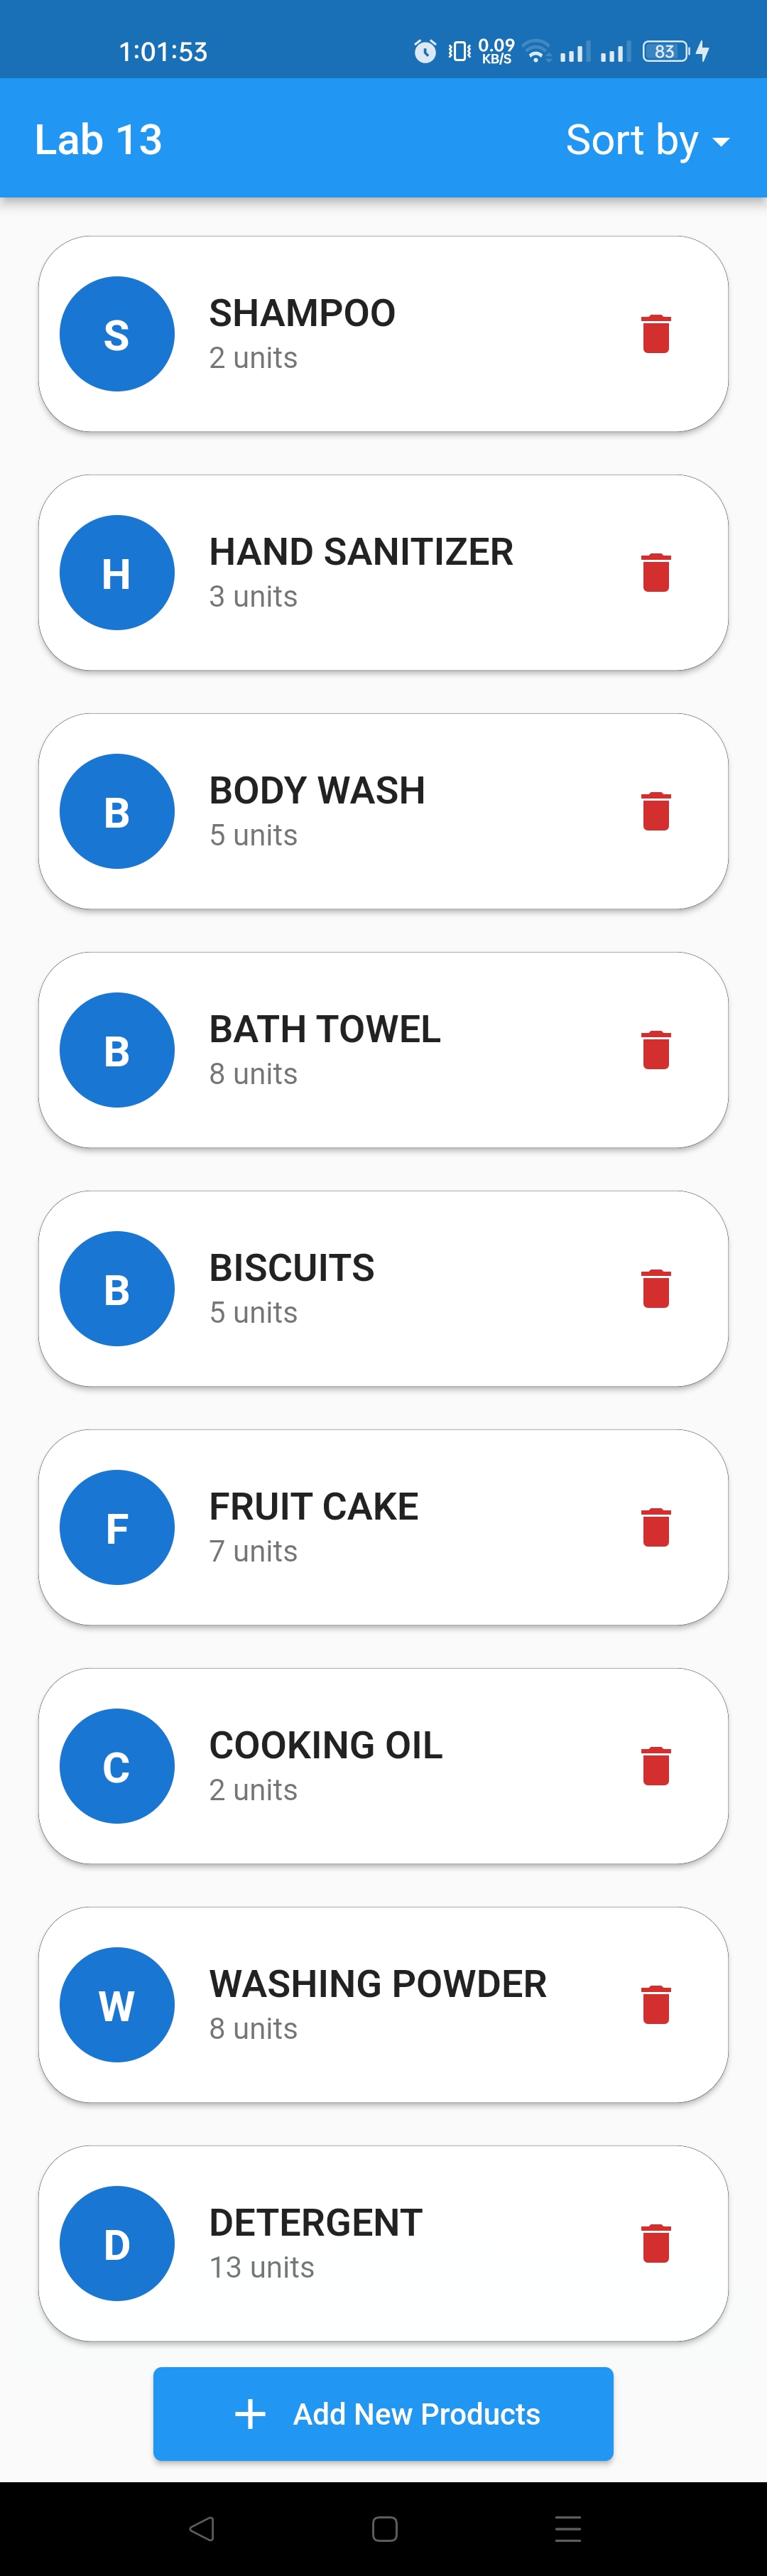 1:01:53 0.09 KB/S 83
Lab 13 Sort by
S
SHAMPOO
2 units
H
HAND SANITIZER
3 units
B
BODY WASH
5 units
B
BATH TOWEL
8 units
B
BISCUITS
5 units
F
FRUIT CAKE
7 units
C
COOKING OIL
2 units
W
WASHING POWDER
8 units
D
DETERGENT
13 units
Add New Products